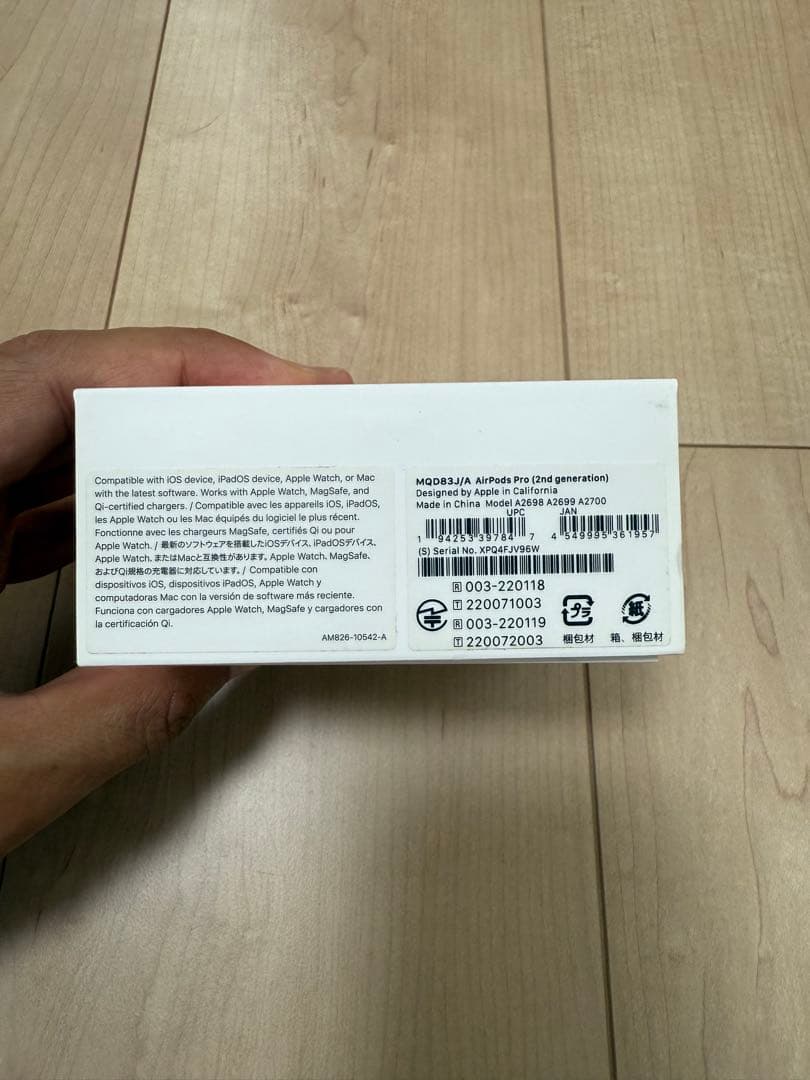 Compatible with iOS device, iPadOS device, Apple Watch, or Mac
with the latest software. Works with Apple Watch, MagSafe, and
Qi-certified chargers. / Compatible avec les appareils iOS, iPadOS,
les Apple Watch ou les Mac équipés du logiciel le plus récent.
Fonctionne avec les chargeurs MagSafe, certifiés Qi ou pour
Apple Watch. / 最新のソフトウェアを搭載したiOSデバイス、iPadOSデバイス、
Apple Watch、またはMacと互換性があります。Apple Watch、MagSafe、
およびQi規格の充電器に対応しています。/ Compatible con
dispositivos iOS, dispositivos iPadOS, Apple Watch y
computadoras Mac con la versión de software más reciente.
Funciona con cargadores Apple Watch, MagSafe y cargadores con
la certificación Qi.
AM826-10542-A
MQD83J/A AirPods Pro (2nd generation)
Designed by Apple in California
Made in China Model A2698 A2699 A2700
UPC JAN
1 94253 39784 7 4 549995 361957
(S) Serial No. XPQ4FJV96W
R 003-220118
T 220071003
R 003-220119
T 220072003
プラ
梱包材
紙
箱、梱包材